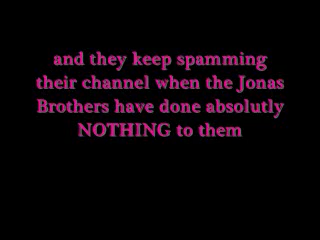 and they keep spamming
their channel when the Jonas
Brothers have done absolutly
NOTHING to them